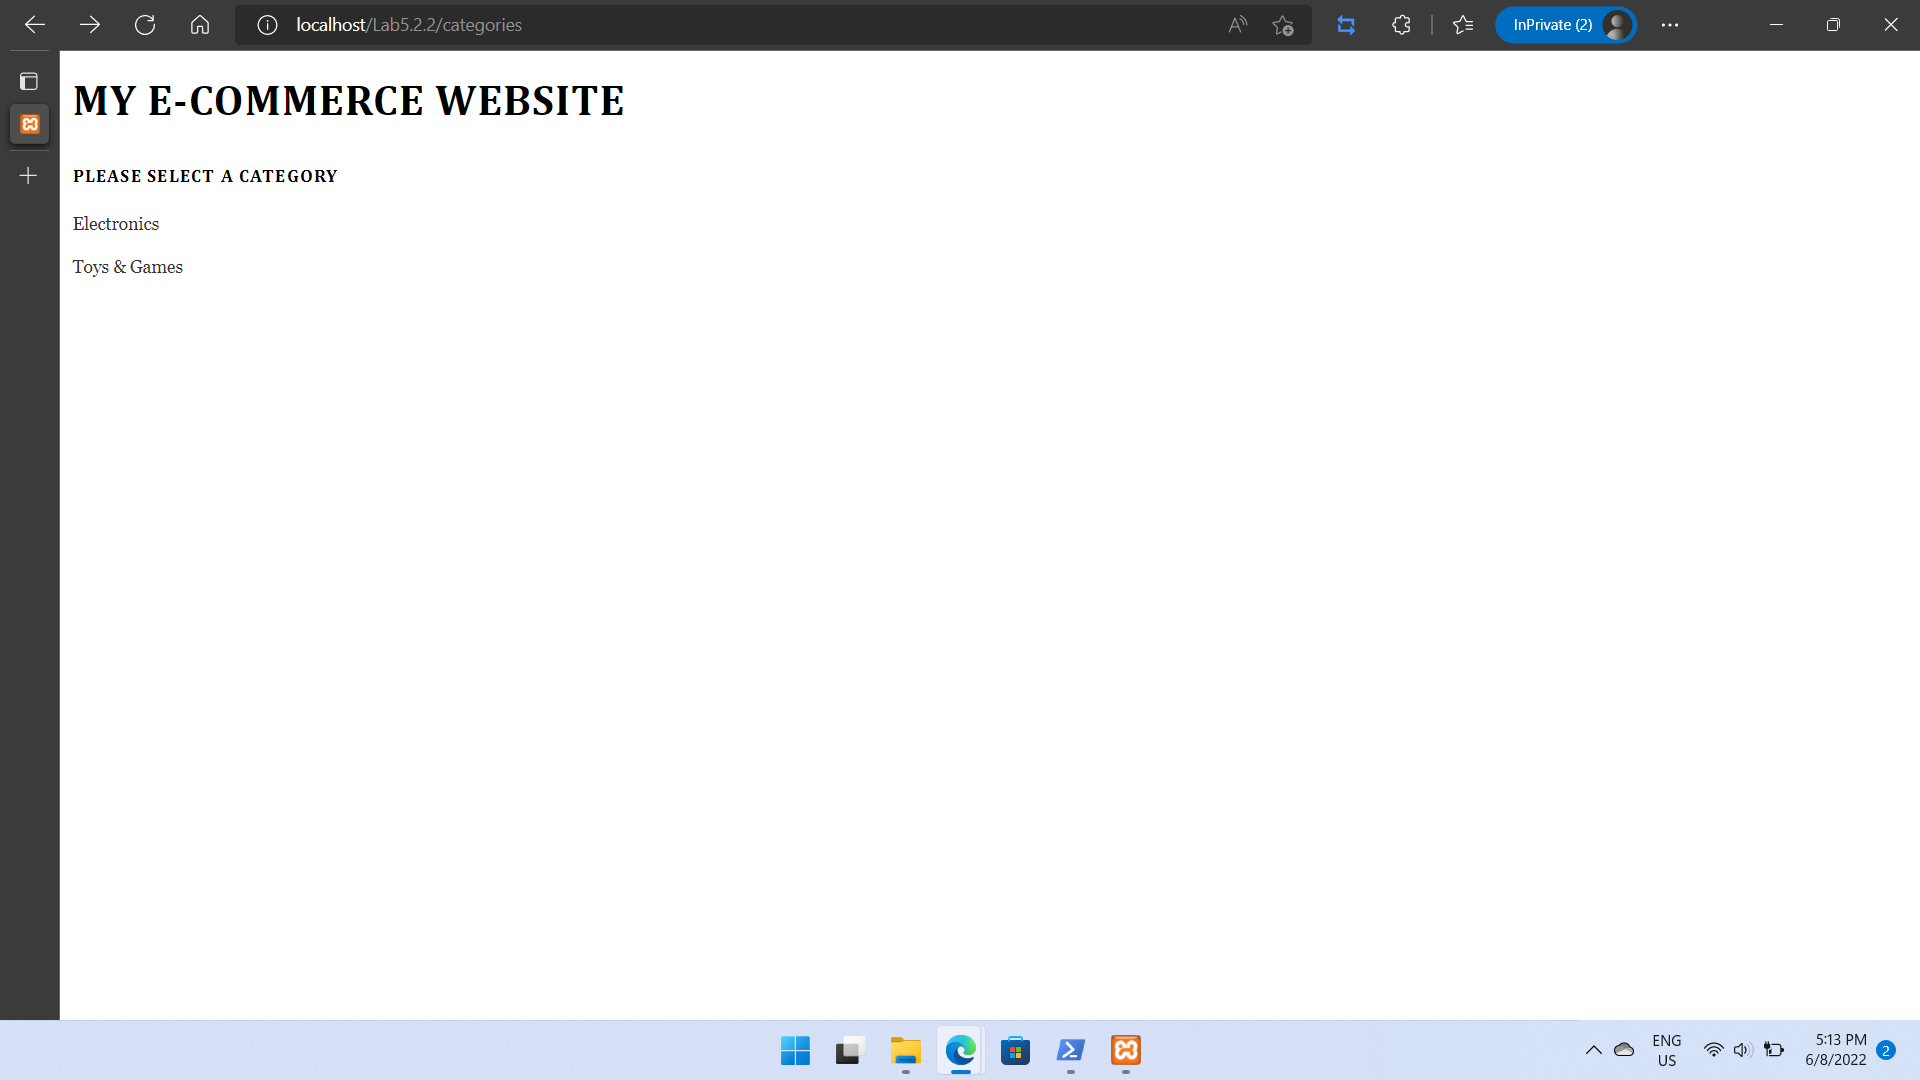 localhost/Lab5.2.2/categories
InPrivate (2)
MY E-COMMERCE WEBSITE
PLEASE SELECT A CATEGORY
Electronics
Toys & Games
ENG
US
5:13 PM
6/8/2022
2